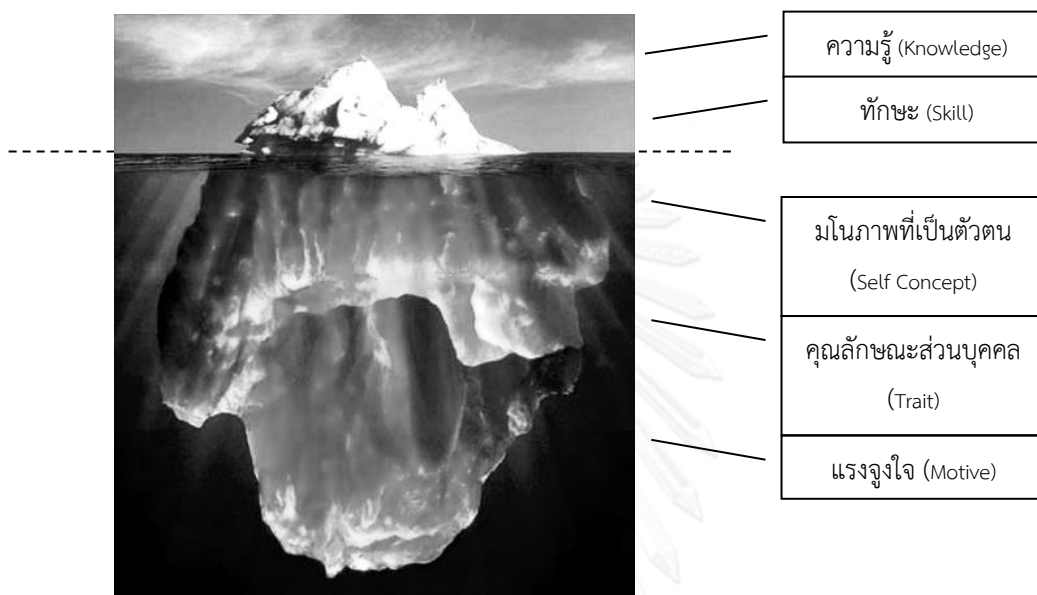 ความรู้ (Knowledge)
ทักษะ (Skill)
มโนภาพที่เป็นตัวตน
(Self Concept)
คุณลักษณะส่วนบุคคล
(Trait)
แรงจูงใจ (Motive)